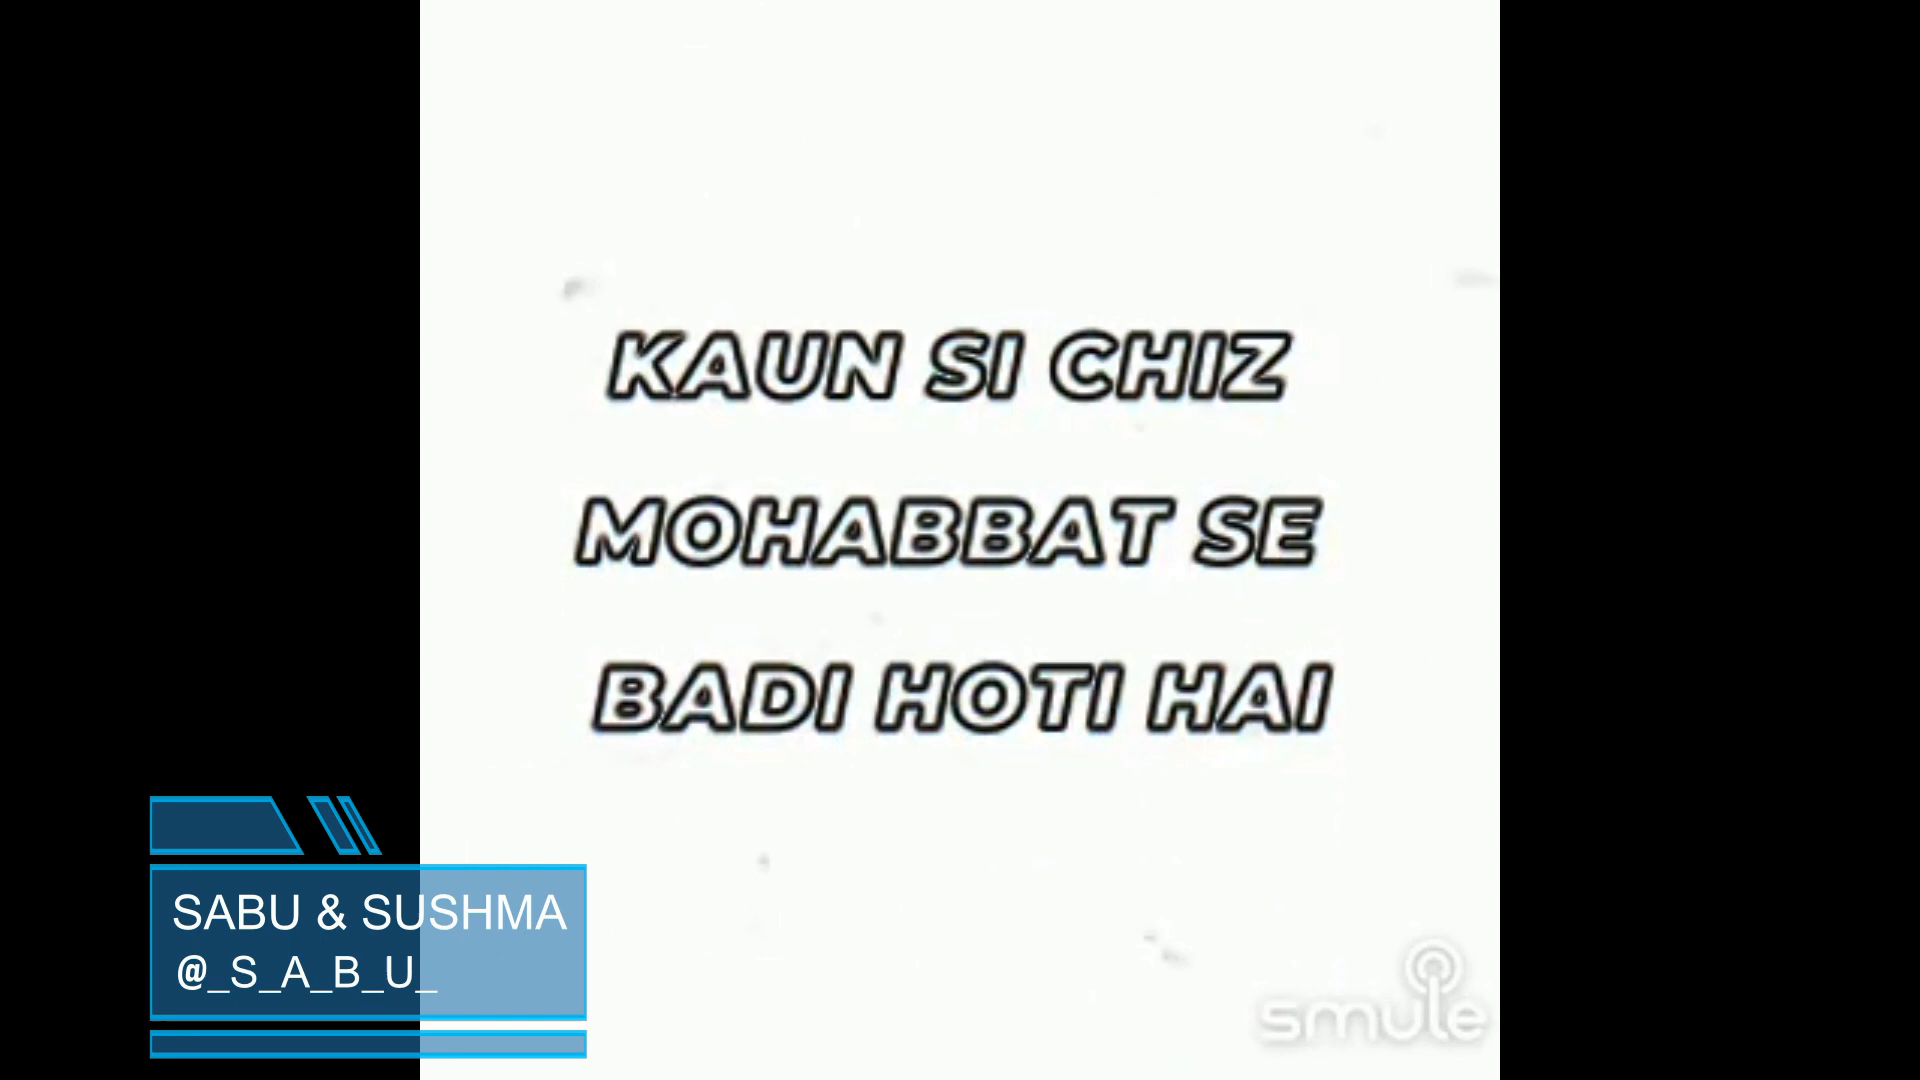 KAUN SI CHIZ
MOHABBAT SE
BADI HOTI HAI
SABU & SUSHMA
@_S_A_B_U_
smule